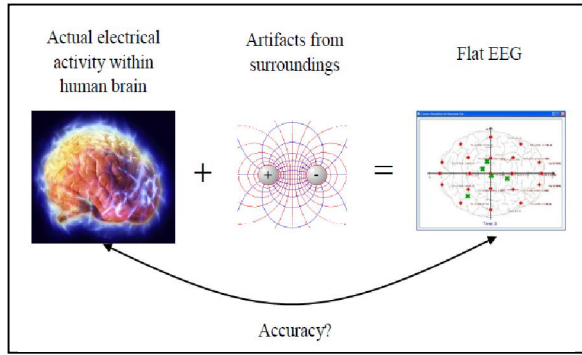 Actual electrical
activity within
human brain
Artifacts from
surroundings
Flat EEG
+
+
-
=
Accuracy?